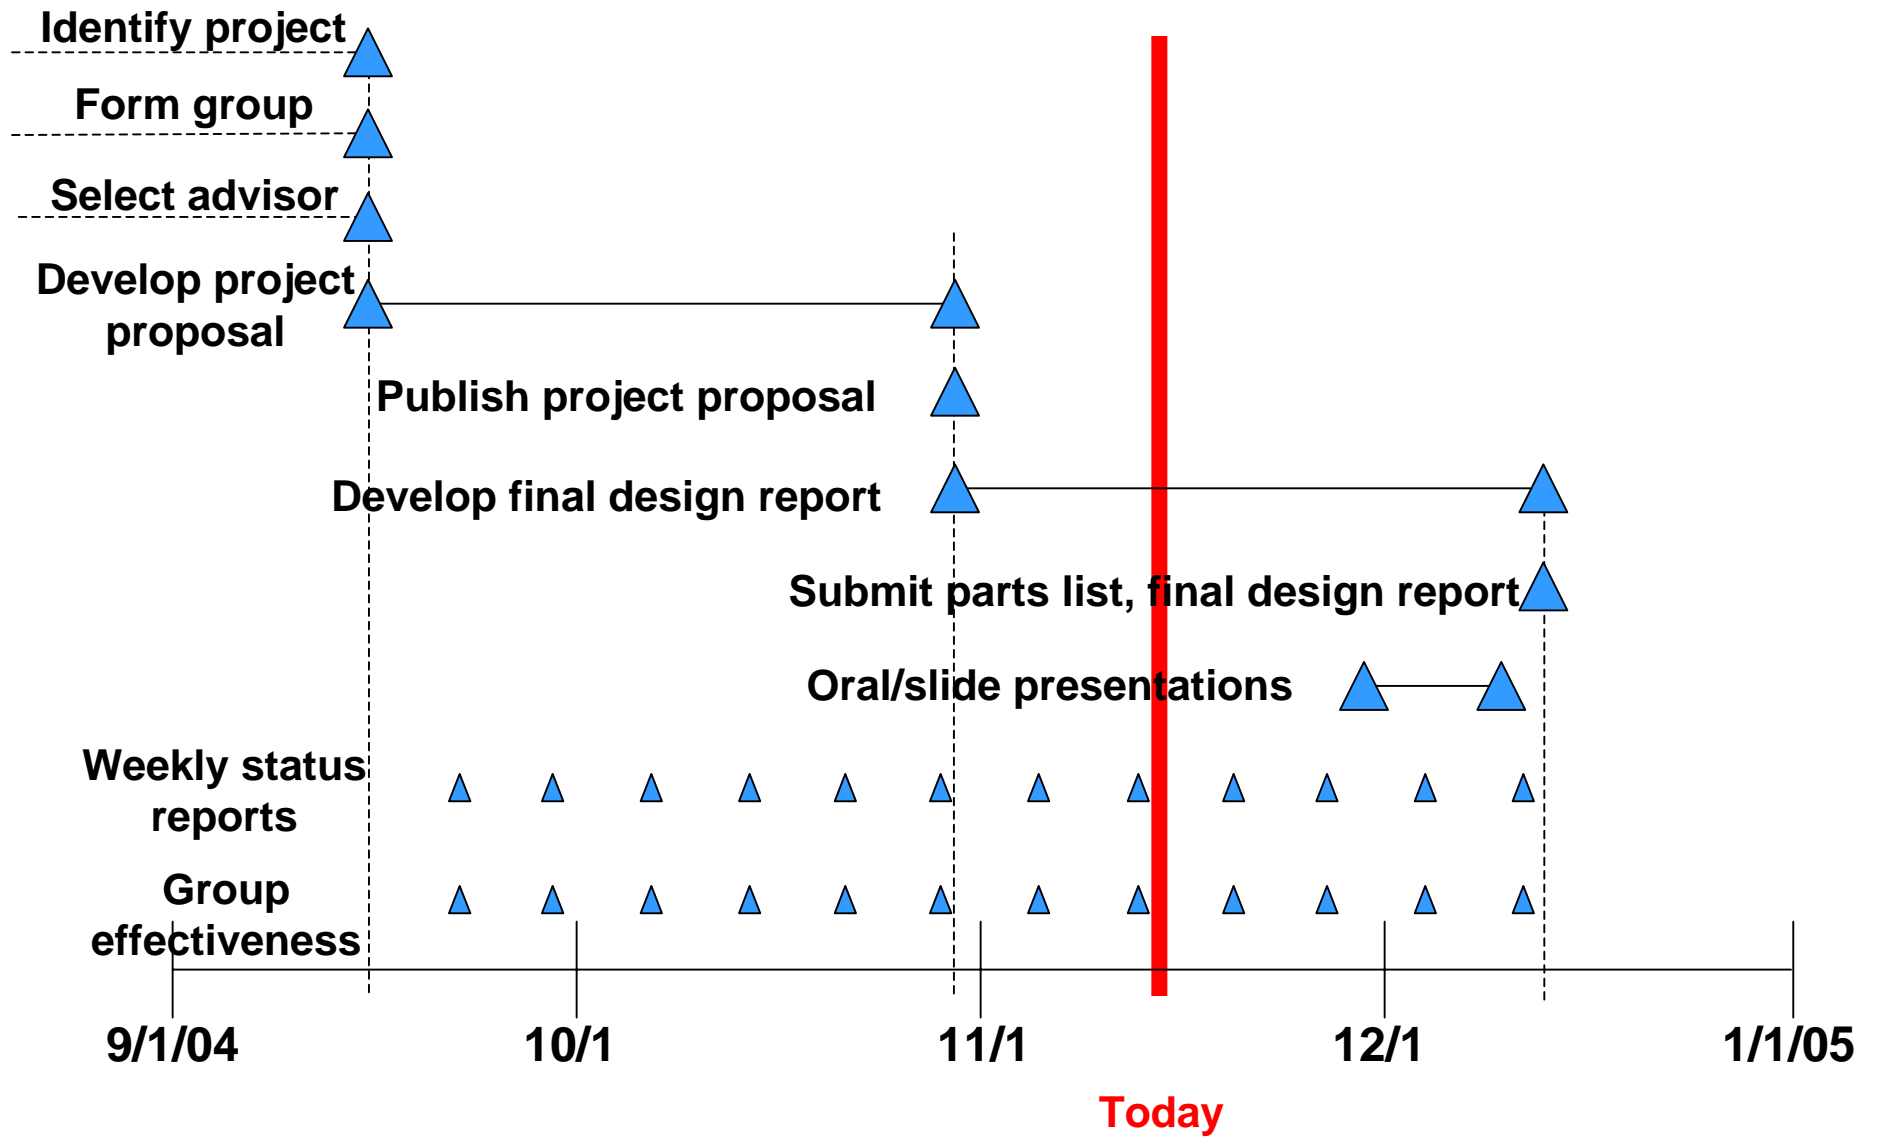 Identify project
Form group
Select advisor
Develop project
proposal
Publish project proposal
Develop final design report
Submit parts list, final design report
Oral/slide presentations
Weekly status
reports
Group
effectiveness
9/1/04 10/1 11/1 12/1 1/1/05
Today